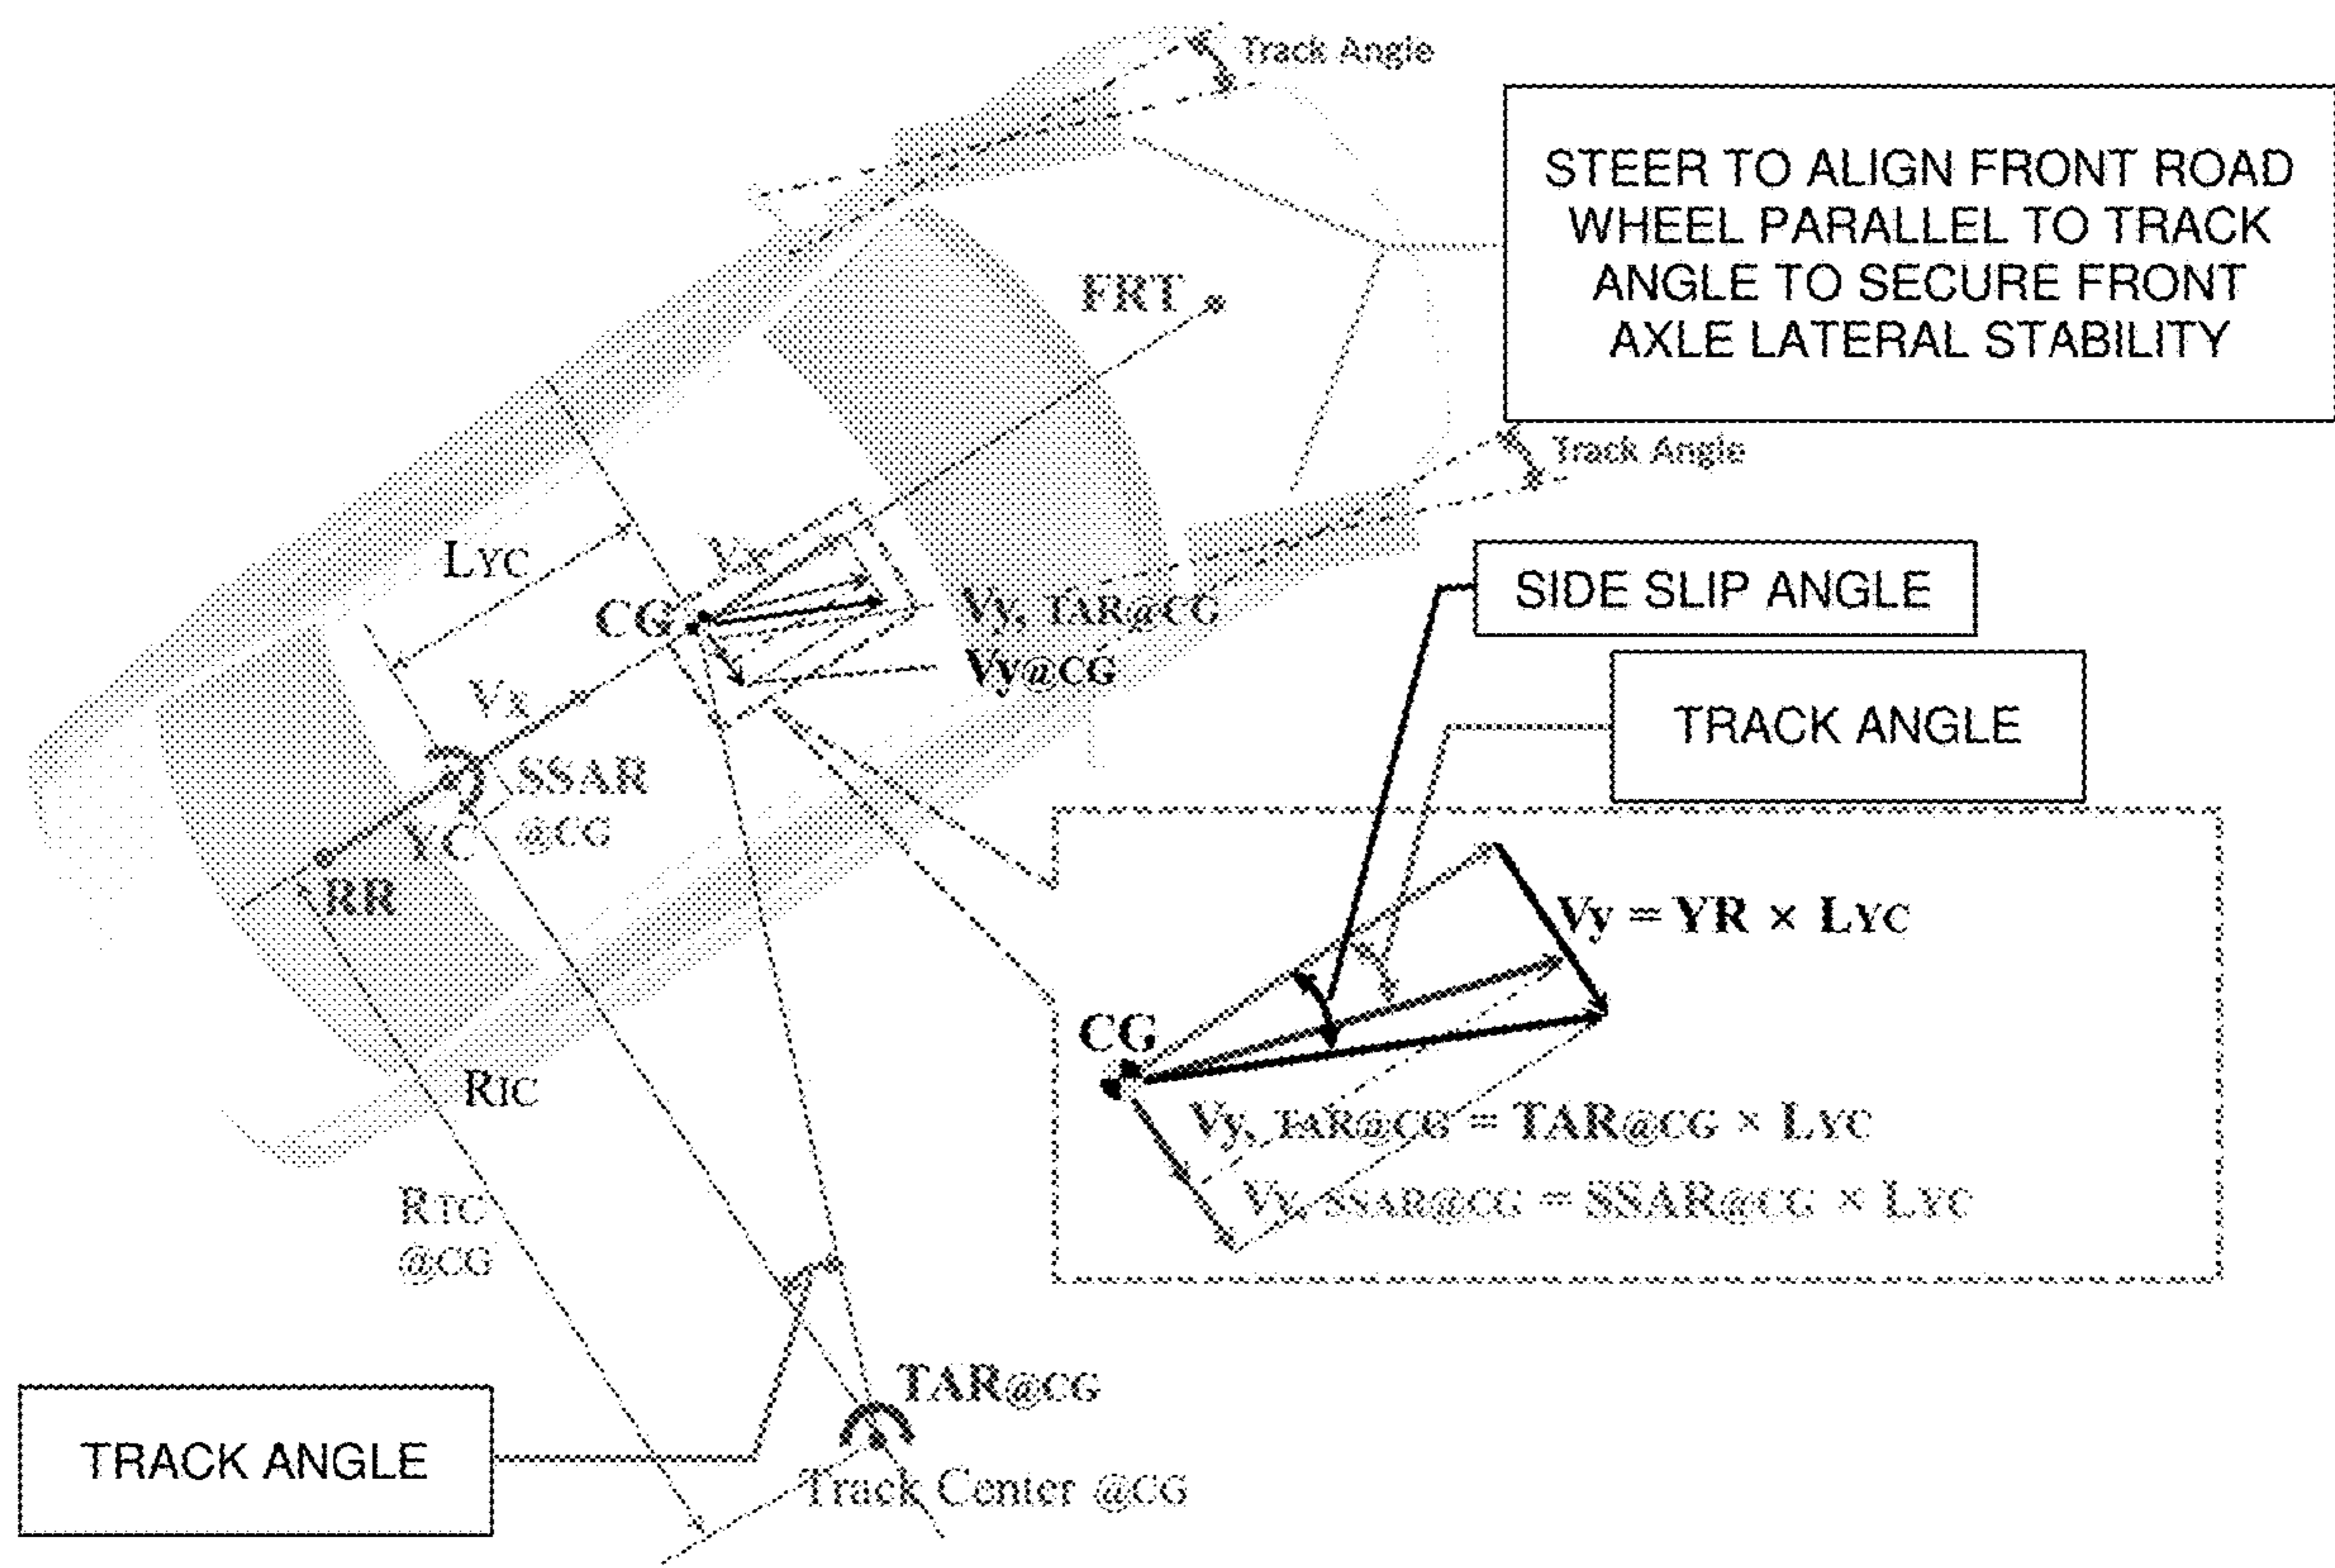 Track Angle
STEER TO ALIGN FRONT ROAD
WHEEL PARALLEL TO TRACK
ANGLE TO SECURE FRONT
AXLE LATERAL STABILITY
FRT
Track Angle
LYC
Vx
CG
SIDE SLIP ANGLE
Vy, TAR@CG
Vy@CG
TRACK ANGLE
Vx
SSAR
@CG
YC
RR
Vy = YR × LYC
CG
RIC
Vy, TAR@CG = TAR@CG × LYC
Vy, SSAR@CG = SSAR@CG × LYC
RTC
@CG
TAR@CG
TRACK ANGLE
Track Center @CG